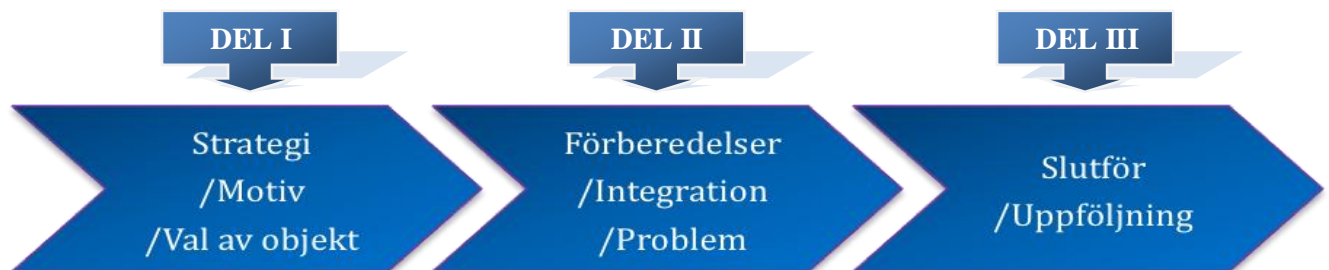 DEL I
Strategi
/Motiv
/Val av objekt
DEL II
Förberedelser
/Integration
/Problem
DEL III
Slutför
/Uppföljning